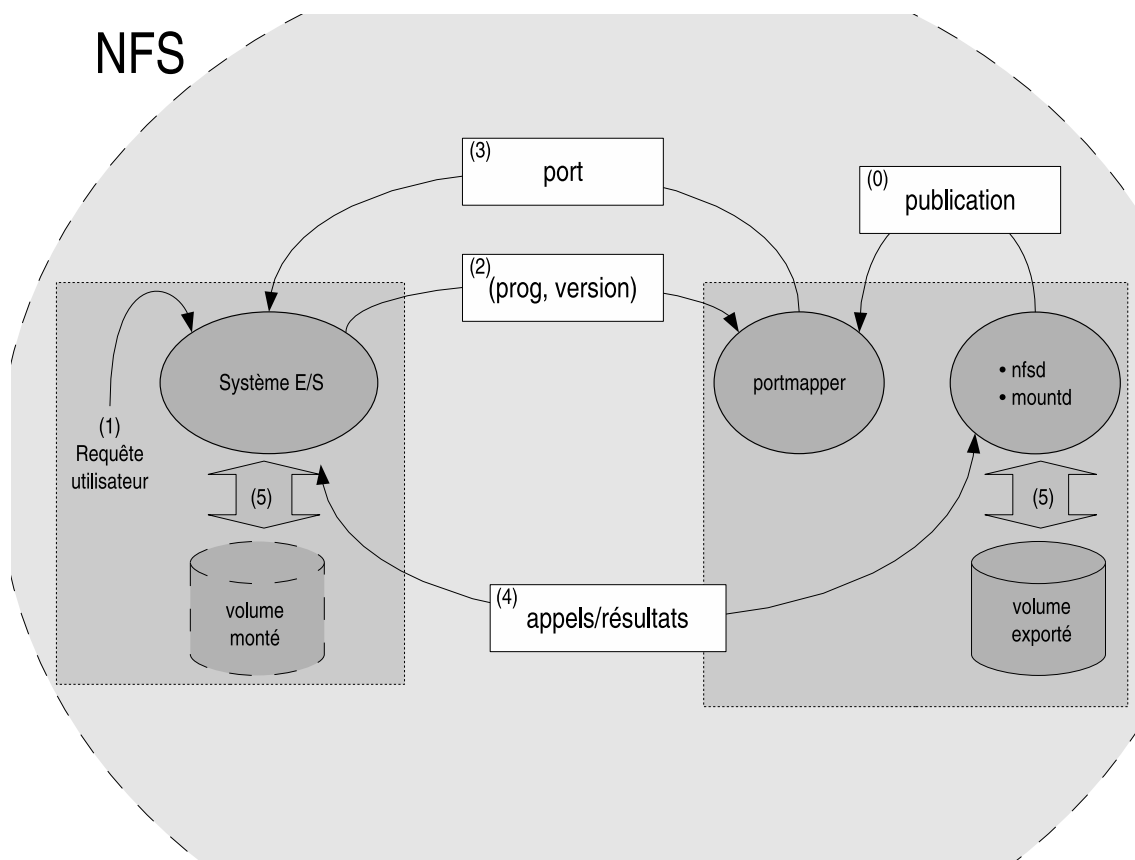 NFS
(3)
port
(0)
publication
(2)
(prog, version)
Système E/S
portmapper
• nfsd
• mountd
(1)
Requête
utilisateur
(5)
(5)
volume
monté
(4)
appels/résultats
volume
exporté